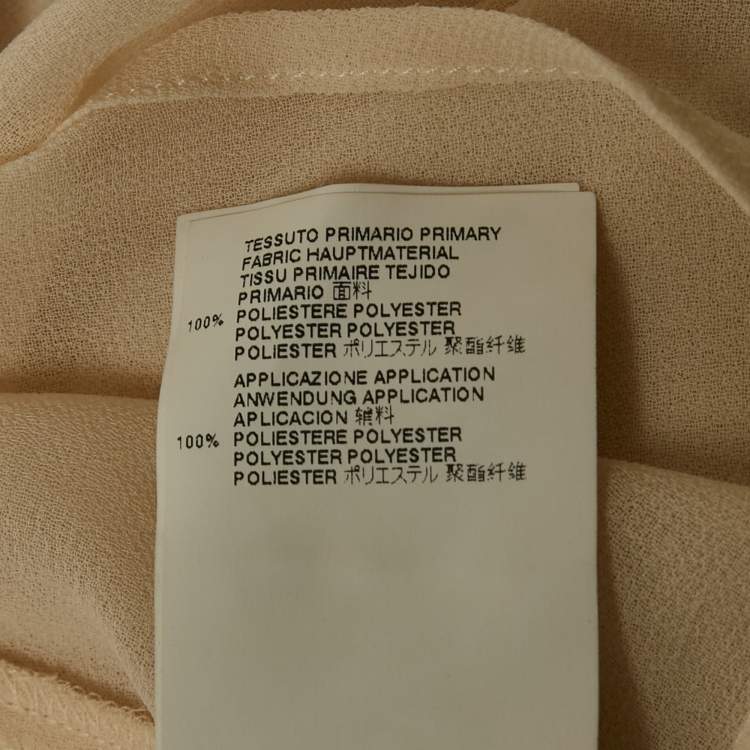 TESSUTO PRIMARIO PRIMARY
FABRIC HAUPTMATERIAL
TISSU PRIMAIRE TEJIDO
PRIMARIO 面料
100% POLIESTERE POLYESTER
POLYESTER POLYESTER
POLIESTER ポリエステル 聚酯纤维
APPLICAZIONE APPLICATION
ANWENDUNG APPLICATION
APLICACION 辅料
100% POLIESTERE POLYESTER
POLYESTER POLYESTER
POLIESTER ポリエステル 聚酯纤维